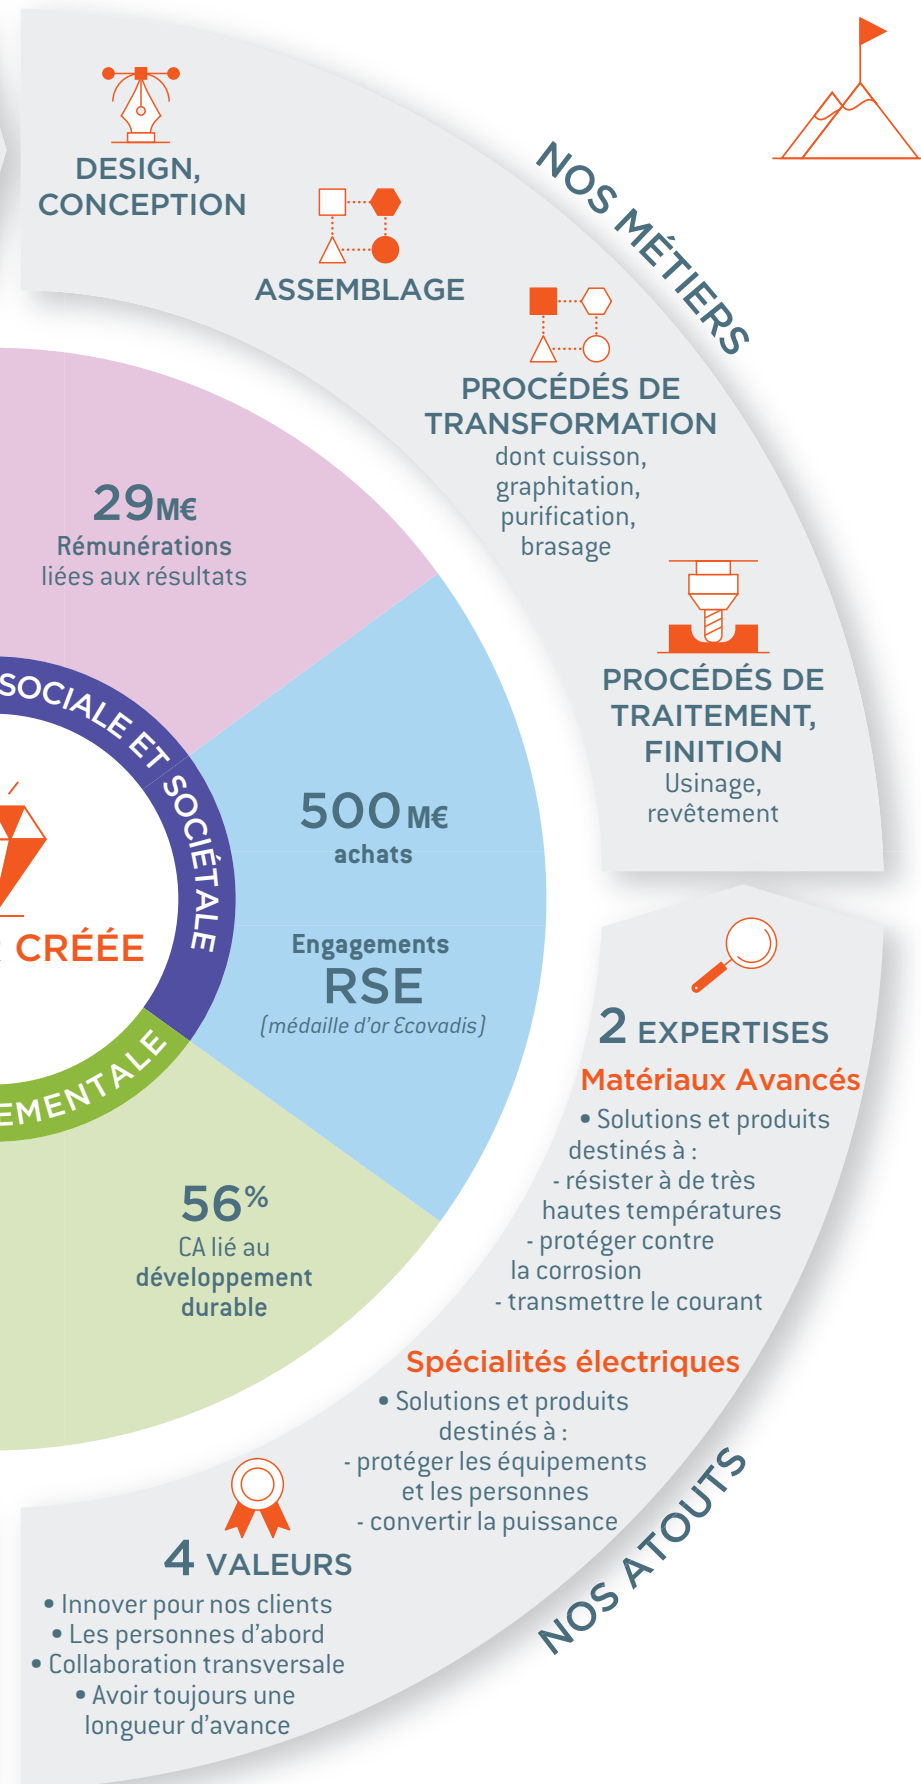 DESIGN,
CONCEPTION
ASSEMBLAGE
NOS MÉTIERS
PROCÉDÉS DE
TRANSFORMATION
dont cuisson,
graphitation,
purification,
brasage
PROCÉDÉS DE
TRAITEMENT,
FINITION
Usinage,
revêtement
29M€
Rémunérations
liées aux résultats
SOCIALE ET SOCIÉTALE
500 M€
achats
Engagements
RSE
(médaille d’or Ecovadis)
CRÉÉE
EMENTALE
56%
CA lié au
développement
durable
2 EXPERTISES
Matériaux Avancés
• Solutions et produits
destinés à :
- résister à de très
hautes températures
- protéger contre
la corrosion
- transmettre le courant
Spécialités électriques
• Solutions et produits
destinés à :
- protéger les équipements
et les personnes
- convertir la puissance
NOS ATOUTS
4 VALEURS
• Innover pour nos clients
• Les personnes d’abord
• Collaboration transversale
• Avoir toujours une
longueur d’avance